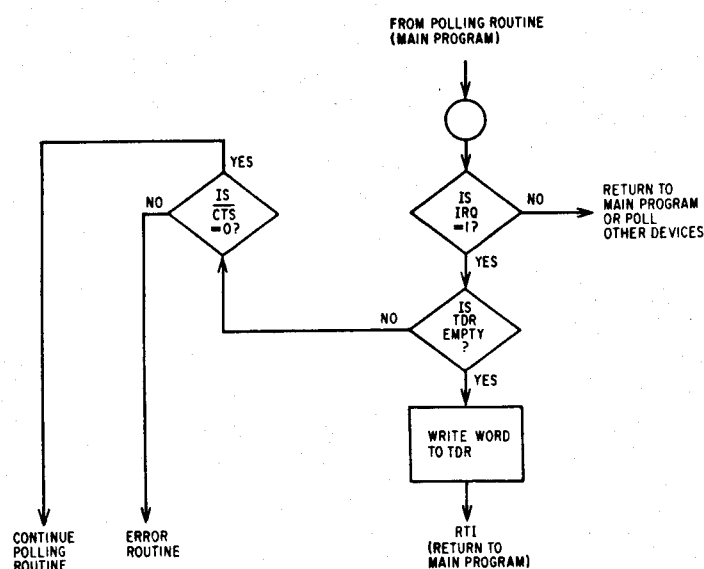 FROM POLLING ROUTINE
(MAIN PROGRAM)
YES
NO
IS
CTS
=0?
IS
IRQ
=1?
NO
RETURN TO
MAIN PROGRAM
OR POLL
OTHER DEVICES
YES
NO
IS
TDR
EMPTY
?
YES
WRITE WORD
TO TDR
CONTINUE
POLLING
ROUTINE
ERROR
ROUTINE
RTI
(RETURN TO
MAIN PROGRAM)